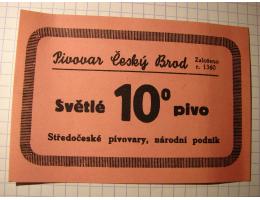 Pivovar Český Brod
Založeno
r. 1360
Světlé 10° pivo
Středočeské pivovary, národní podnik